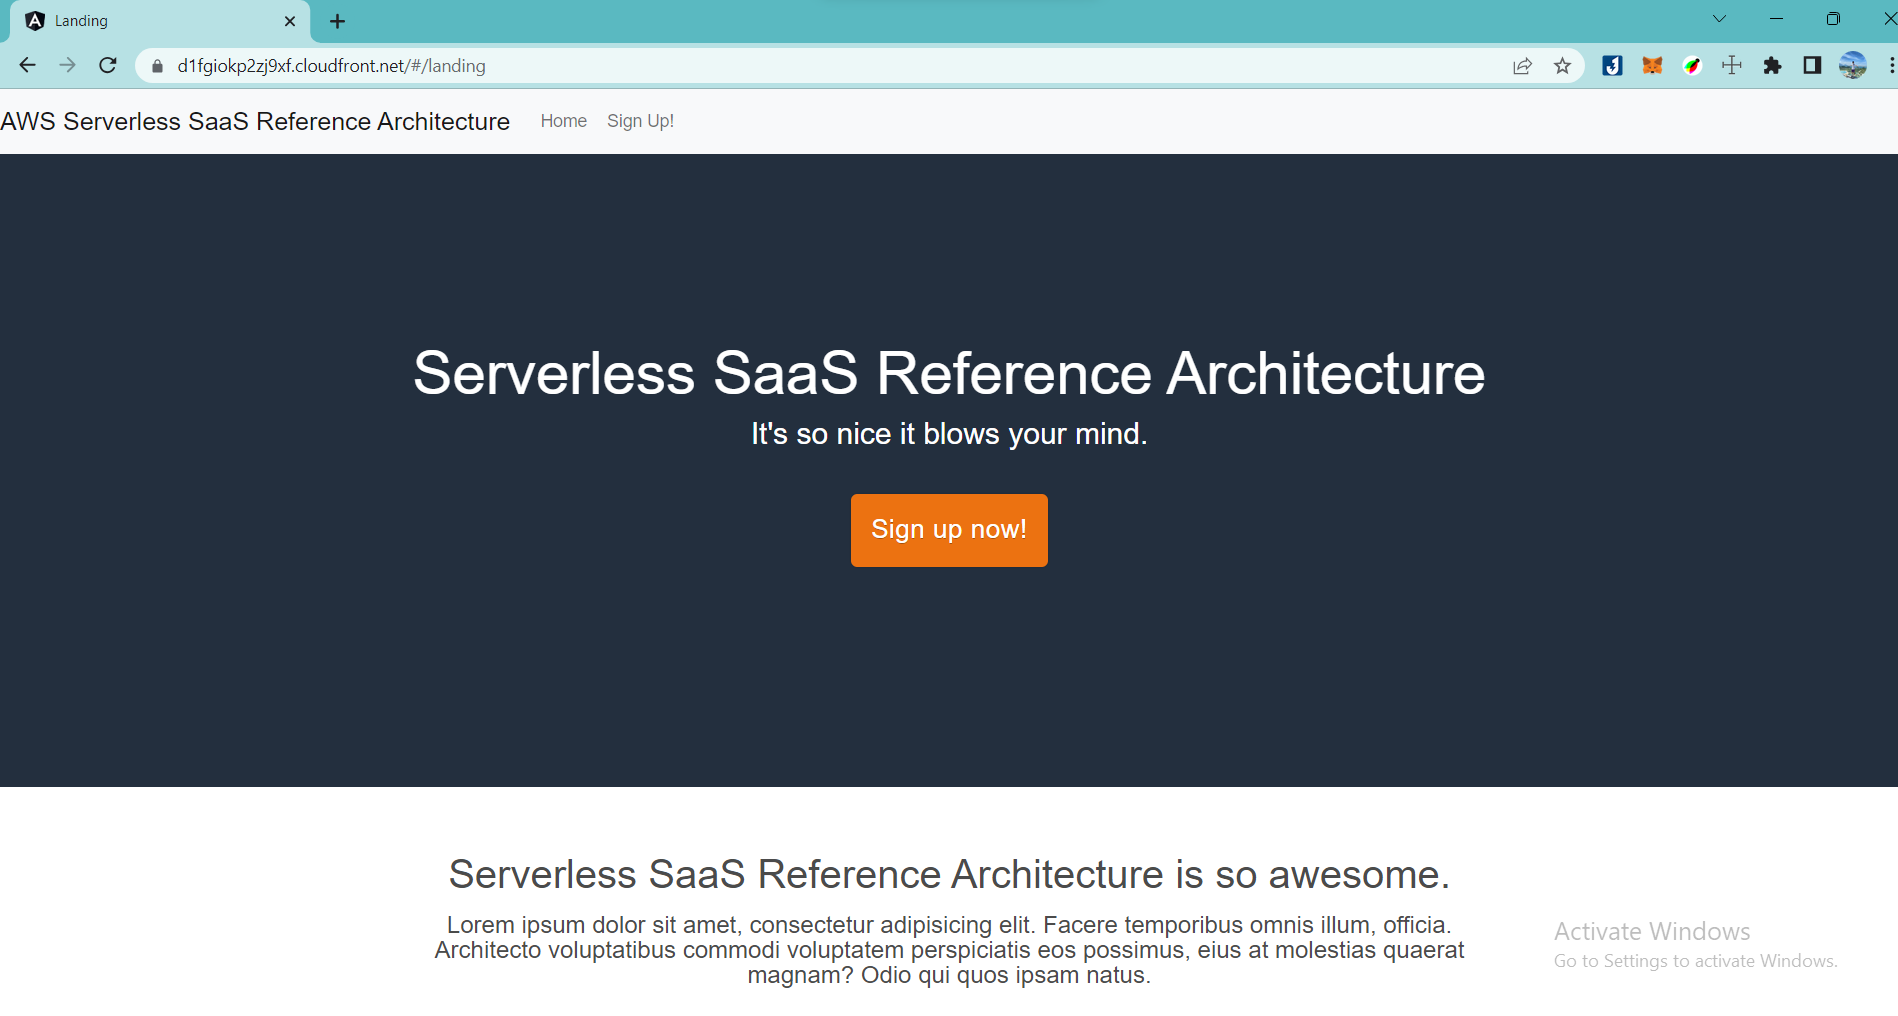 Landing
d1fgiokp2zj9xf.cloudfront.net/#/landing
AWS Serverless SaaS Reference Architecture Home Sign Up!
Serverless SaaS Reference Architecture
It's so nice it blows your mind.
Sign up now!
Serverless SaaS Reference Architecture is so awesome.
Lorem ipsum dolor sit amet, consectetur adipisicing elit. Facere temporibus omnis illum, officia.
Architecto voluptatibus commodi voluptatem perspiciatis eos possimus, eius at molestias quaerat
magnam? Odio qui quos ipsam natus.
Activate Windows
Go to Settings to activate Windows.